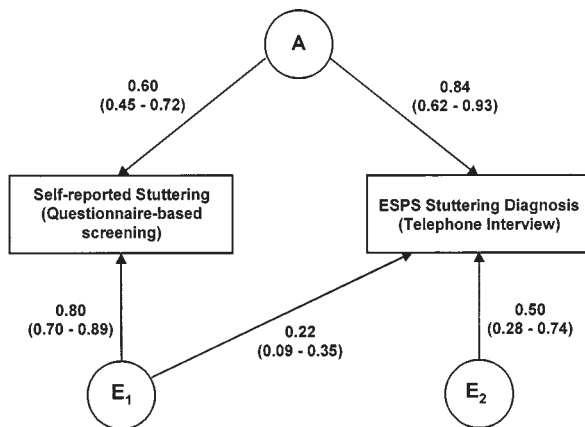 A
0.60
(0.45 - 0.72)
0.84
(0.62 - 0.93)
Self-reported Stuttering
(Questionnaire-based
screening)
ESPS Stuttering Diagnosis
(Telephone Interview)
0.80
(0.70 - 0.89)
0.22
(0.09 - 0.35)
0.50
(0.28 - 0.74)
E₁
E₂